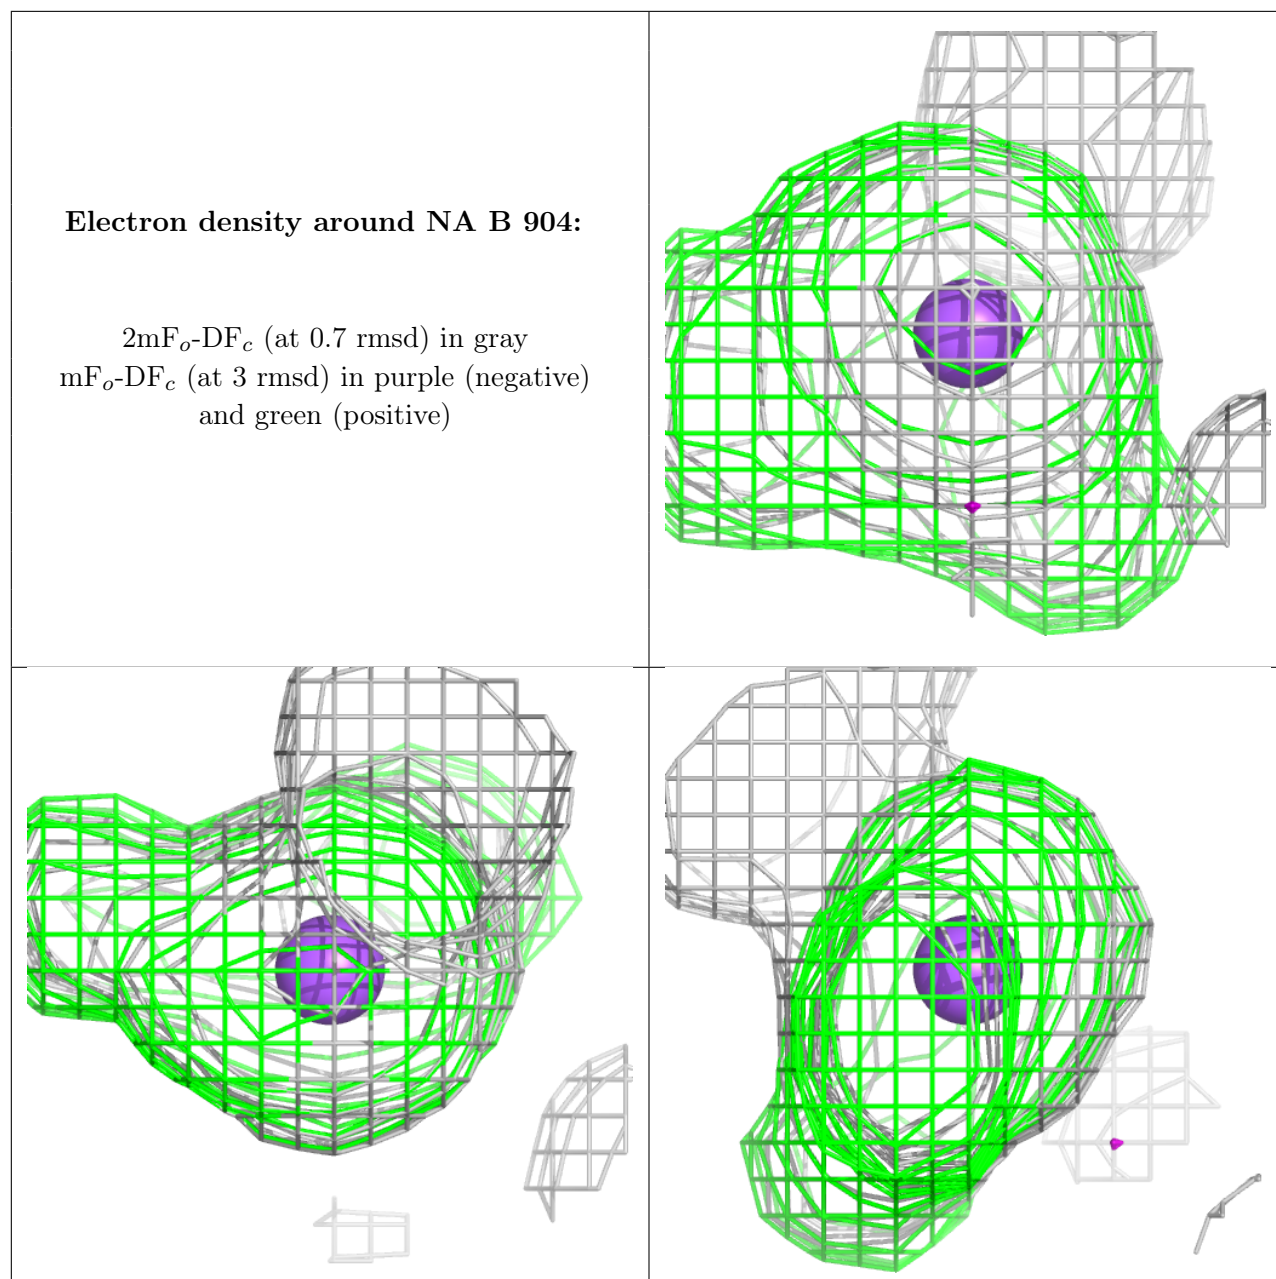 Electron density around NA B 904:
2mFo-DFc (at 0.7 rmsd) in gray
mFo-DFc (at 3 rmsd) in purple (negative)
and green (positive)